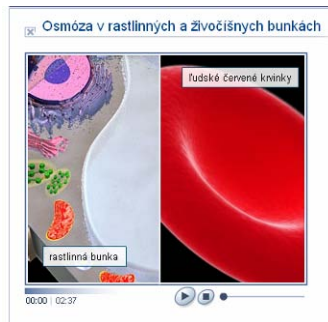 Osmóza v rastlinných a živočíšnych bunkách
ľudské červené krvinky
rastlinná bunka
00:00 | 02:37